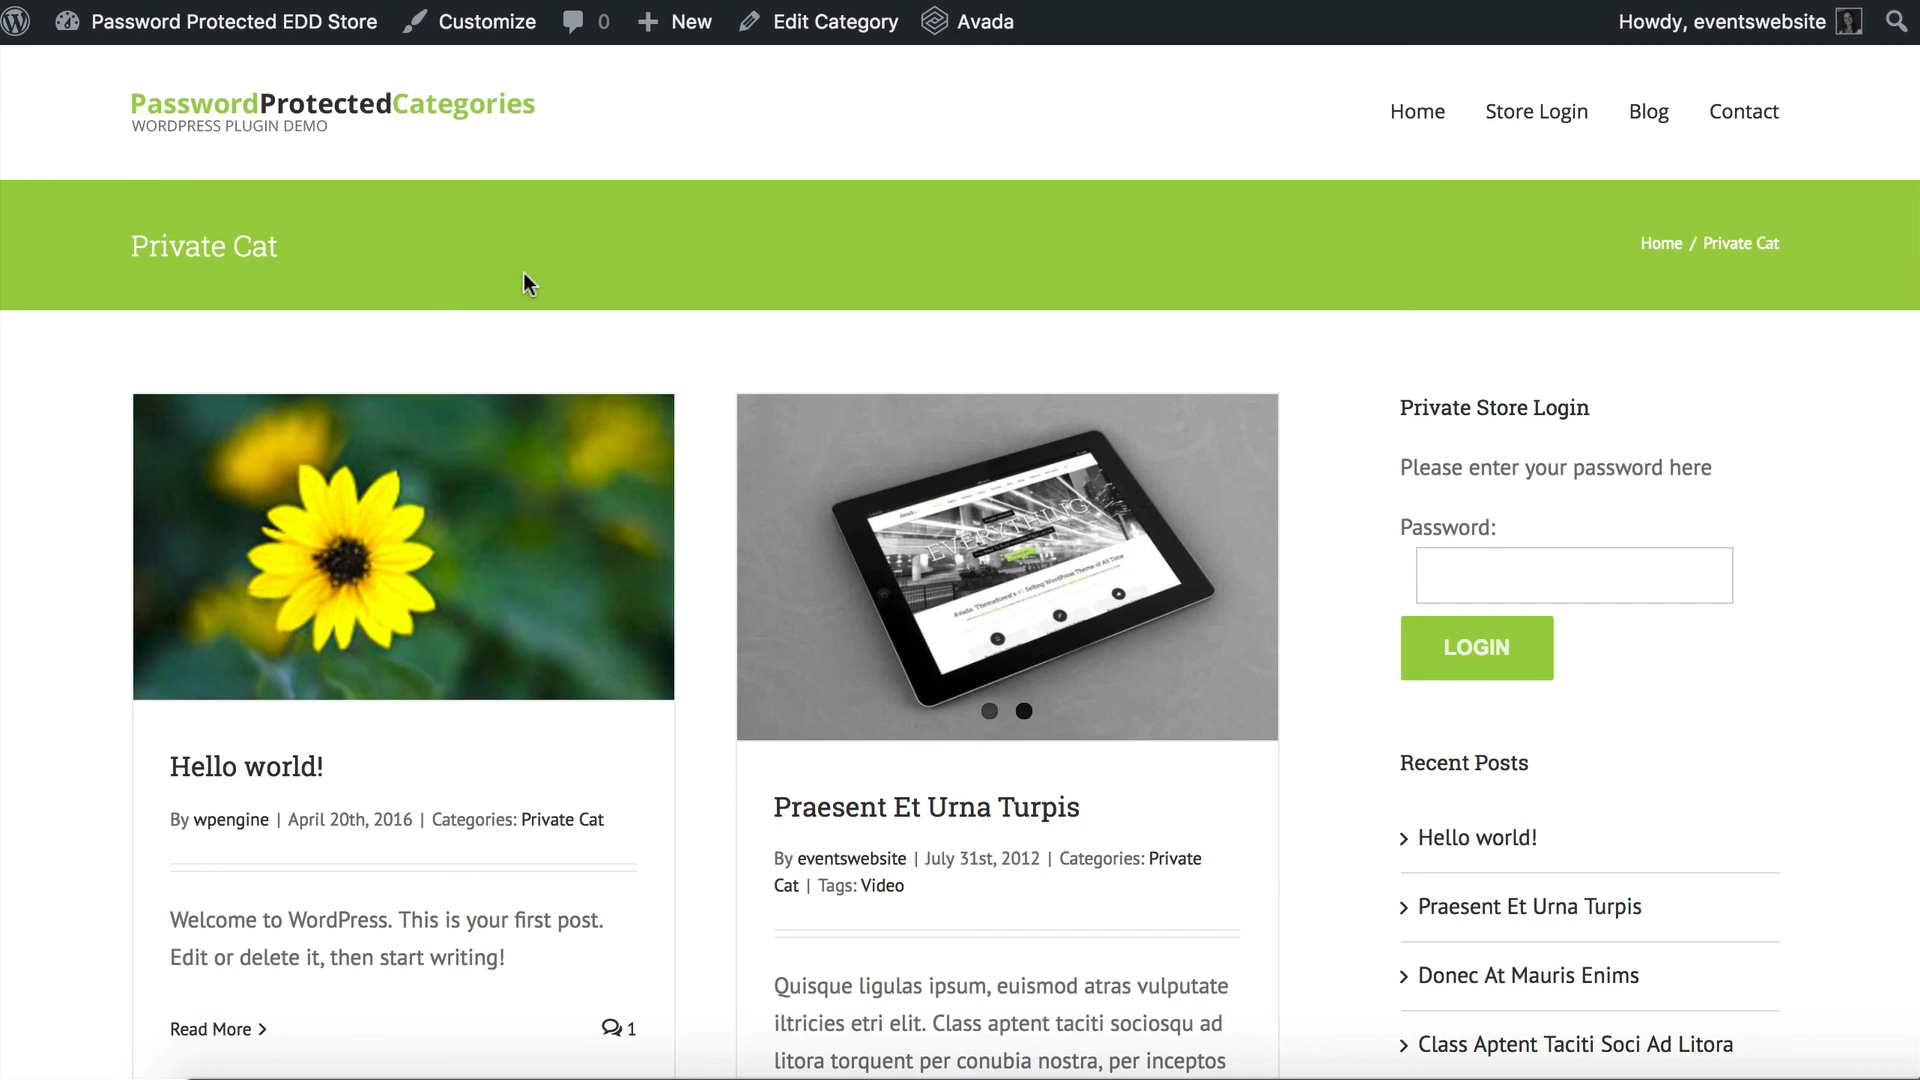 Password Protected EDD Store
Customize
0
New
Edit Category
Avada
Howdy, eventswebsite
PasswordProtectedCategories
WORDPRESS PLUGIN DEMO
Home
Store Login
Blog
Contact
Private Cat
Home / Private Cat
EVERYTHING
Hello world!
By wpengine | April 20th, 2016 | Categories: Private Cat
Welcome to WordPress. This is your first post.
Edit or delete it, then start writing!
Read More
1
Praesent Et Urna Turpis
By eventswebsite | July 31st, 2012 | Categories: Private
Cat | Tags: Video
Quisque ligulas ipsum, euismod atras vulputate
iltricies etri elit. Class aptent taciti sociosqu ad
litora torquent per conubia nostra, per inceptos
Private Store Login
Please enter your password here
Password:
LOGIN
Recent Posts
Hello world!
Praesent Et Urna Turpis
Donec At Mauris Enims
Class Aptent Taciti Soci Ad Litora